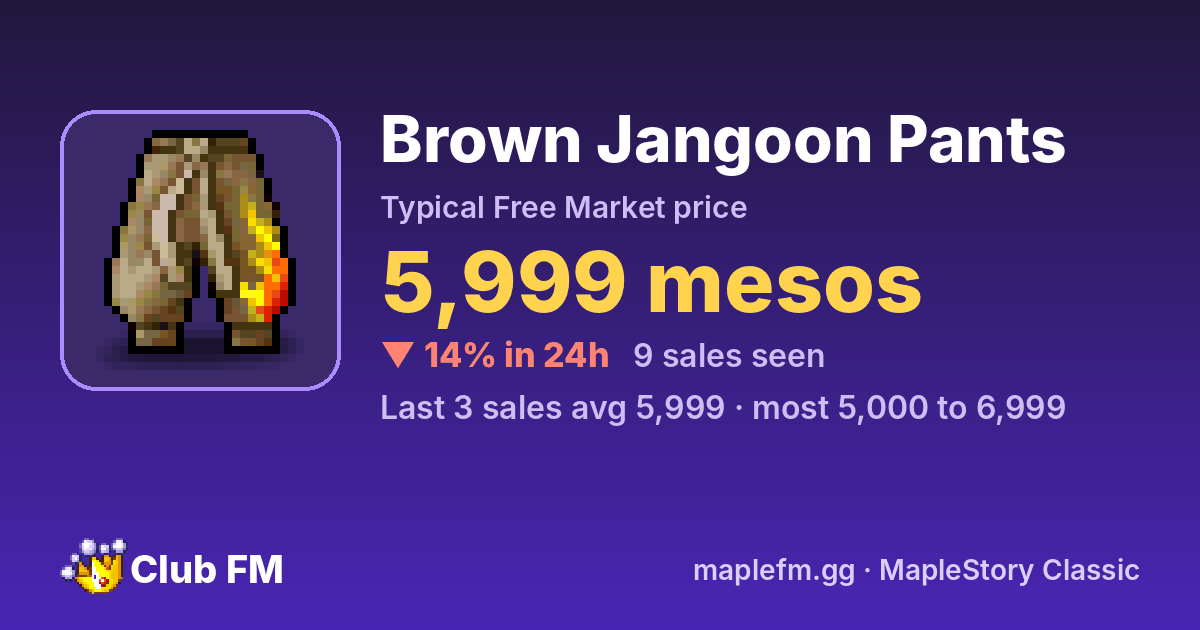 Brown Jangoon Pants
Typical Free Market price
5,999 mesos
▼ 14% in 24h 9 sales seen
Last 3 sales avg 5,999 · most 5,000 to 6,999
Club FM
maplefm.gg · MapleStory Classic